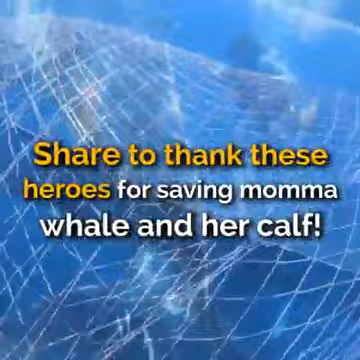 Share to thank these
heroes for saving momma
whale and her calf!